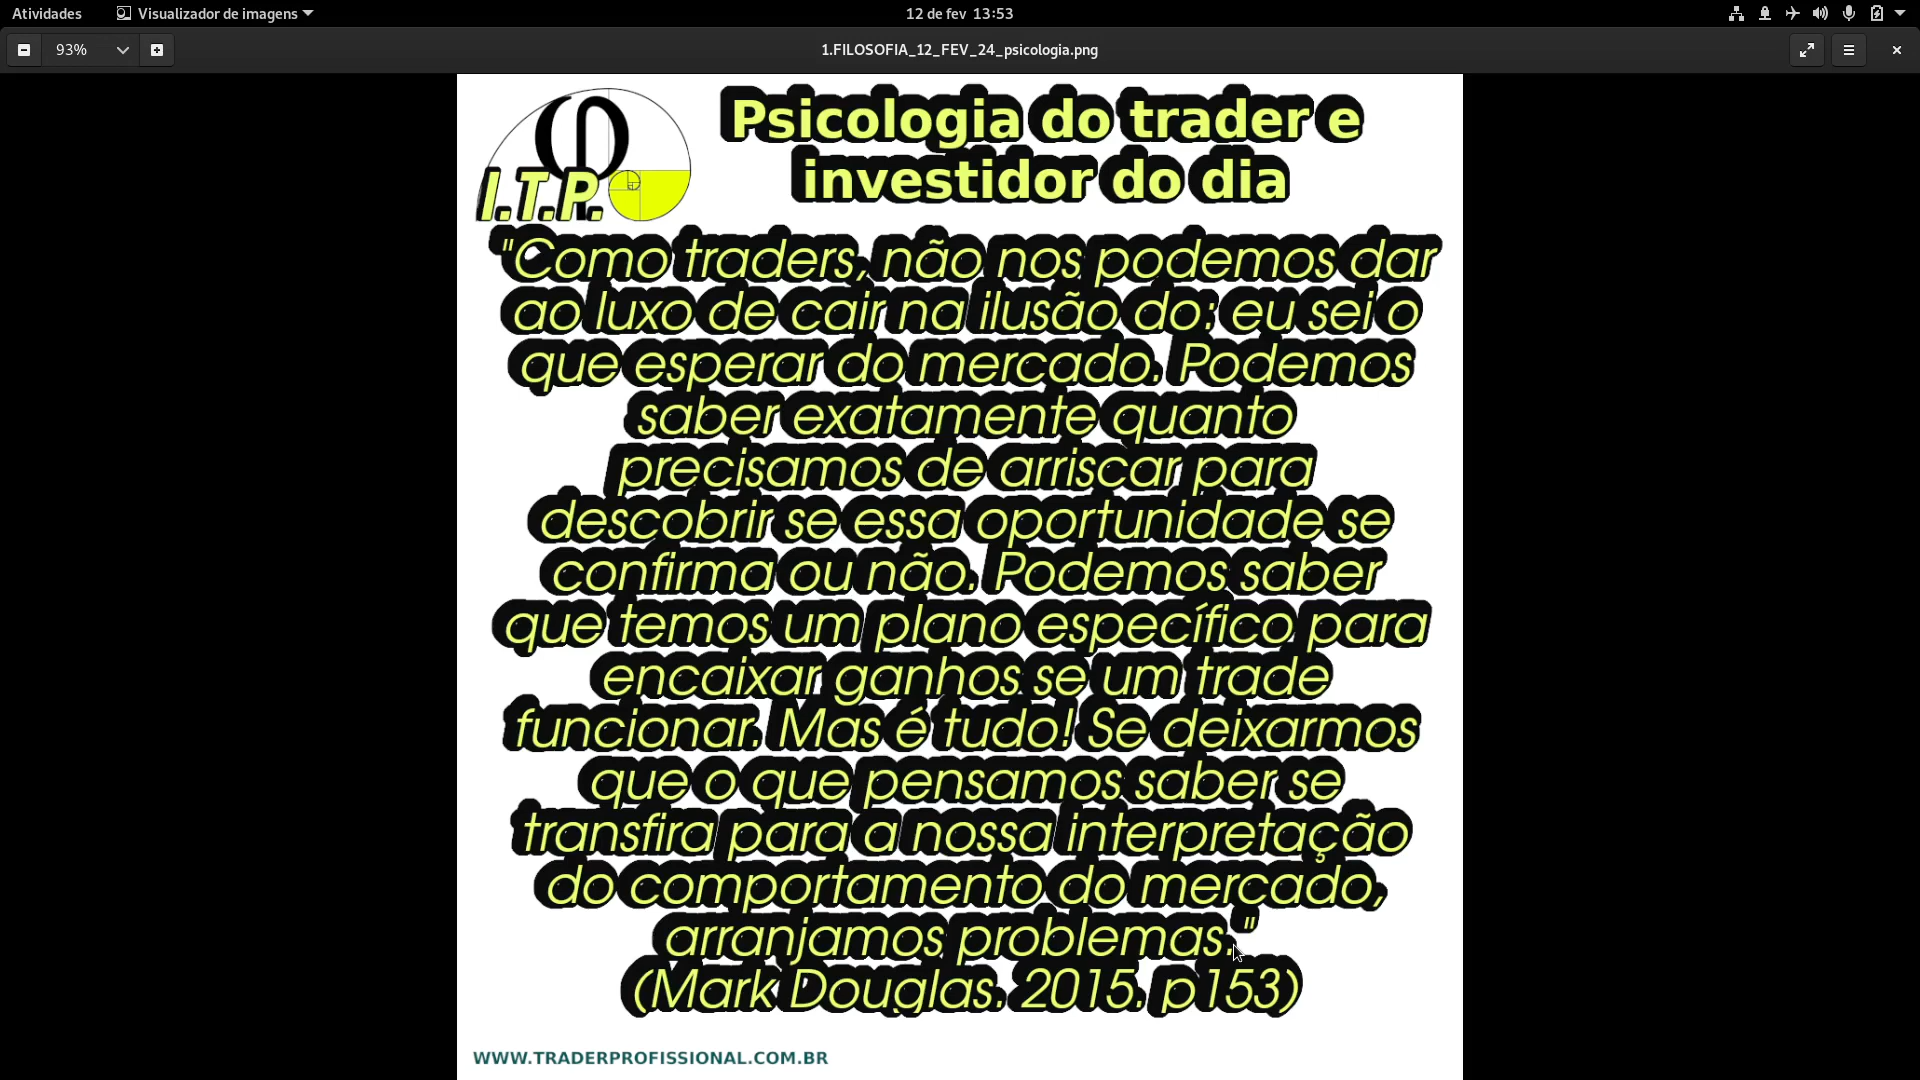 Atividades
Visualizador de imagens
12 de fev 13:53
93%
1.FILOSOFIA_12_FEV_24_psicologia.png
φ
I.T.P.
Psicologia do trader e
investidor do dia
"Como traders, não nos podemos dar
ao luxo de cair na ilusão do: eu sei o
que esperar do mercado. Podemos
saber exatamente quanto
precisamos de arriscar para
descobrir se essa oportunidade se
confirma ou não. Podemos saber
que temos um plano específico para
encaixar ganhos se um trade
funcionar. Mas é tudo! Se deixarmos
que o que pensamos saber se
transfira para a nossa interpretação
do comportamento do mercado,
arranjamos problemas."
(Mark Douglas. 2015. p153)
WWW.TRADERPROFISSIONAL.COM.BR